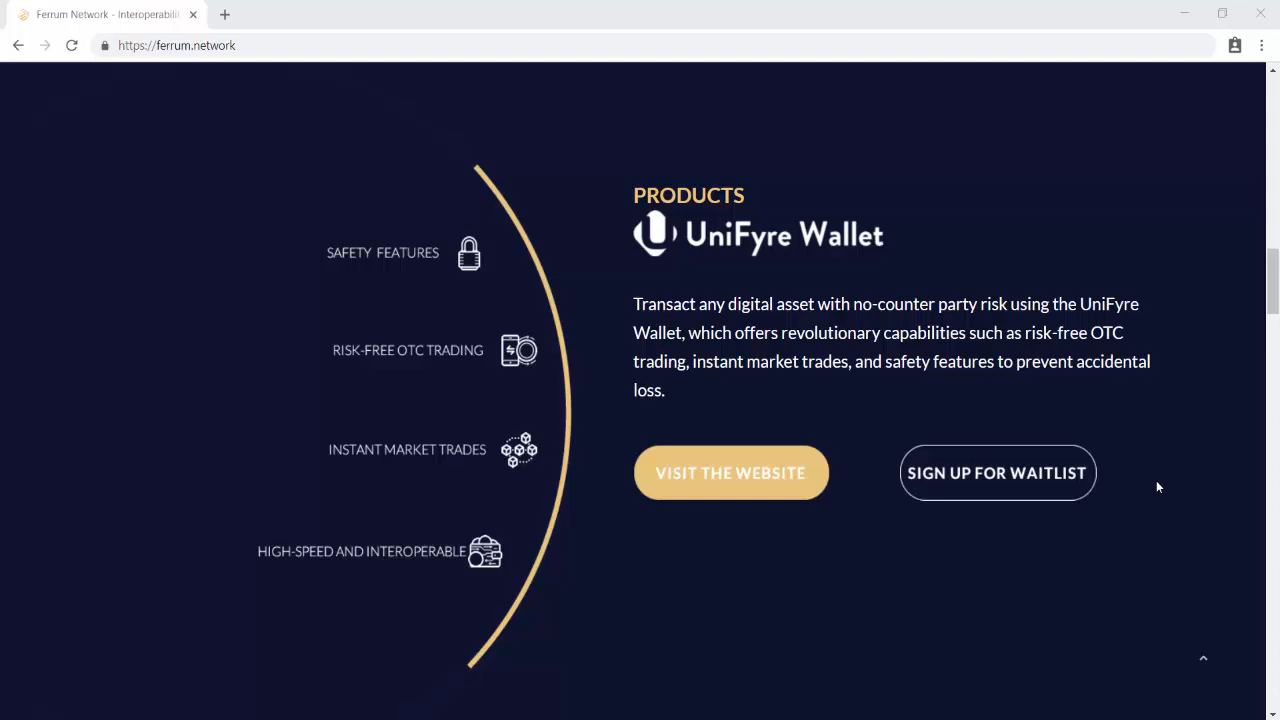 Ferrum Network - Interoperabili
https://ferrum.network
PRODUCTS
UniFyre Wallet
SAFETY FEATURES
RISK-FREE OTC TRADING
INSTANT MARKET TRADES
HIGH-SPEED AND INTEROPERABLE
Transact any digital asset with no-counter party risk using the UniFyre
Wallet, which offers revolutionary capabilities such as risk-free OTC
trading, instant market trades, and safety features to prevent accidental
loss.
VISIT THE WEBSITE
SIGN UP FOR WAITLIST